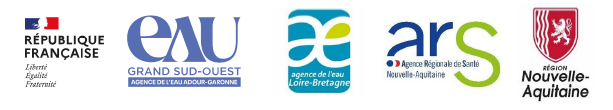 RÉPUBLIQUE
FRANÇAISE
Liberté
Égalité
Fraternité
eau
GRAND SUD-OUEST
AGENCE DE L'EAU ADOUR-GARONNE
ae
agence de l'eau
Loire-Bretagne
ars
Agence Régionale de Santé
Nouvelle-Aquitaine
RÉGION
Nouvelle-
Aquitaine